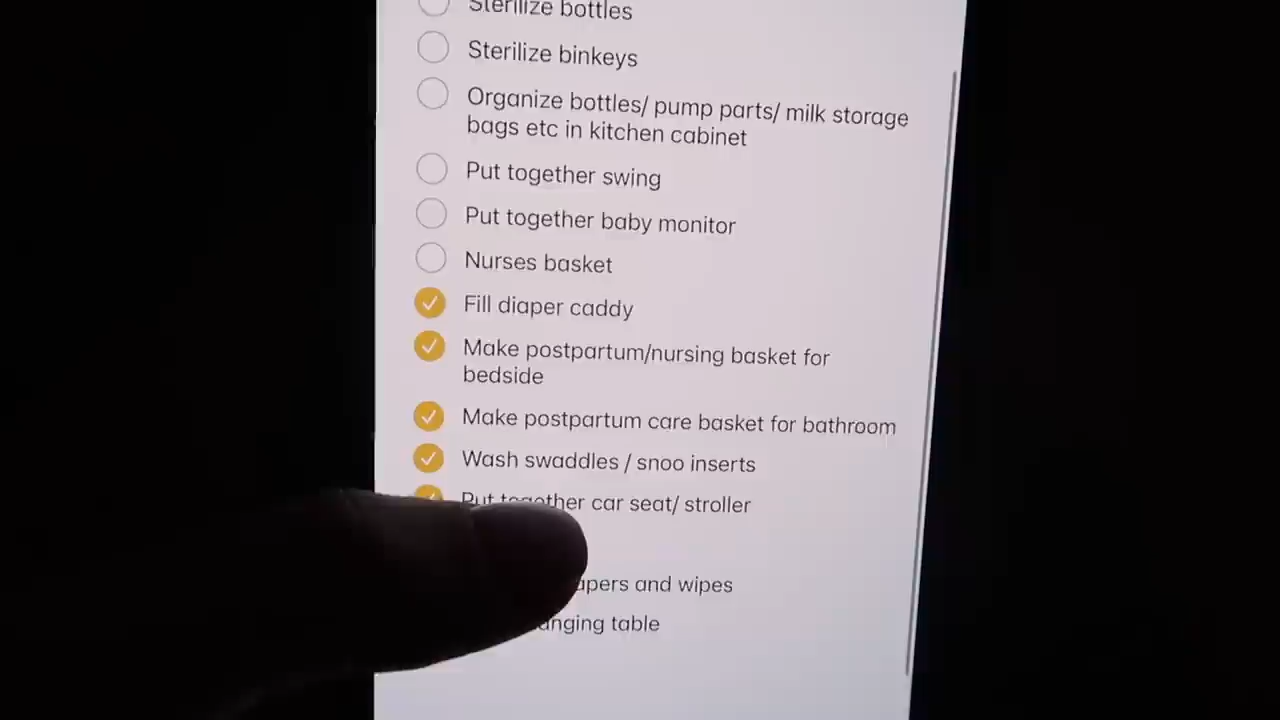 Sterilize bottles
Sterilize binkeys
Organize bottles/ pump parts/ milk storage
bags etc in kitchen cabinet
Put together swing
Put together baby monitor
Nurses basket
Fill diaper caddy
Make postpartum/nursing basket for
bedside
Make postpartum care basket for bathroom
Wash swaddles / snoo inserts
Put together car seat/ stroller
and wipes
table